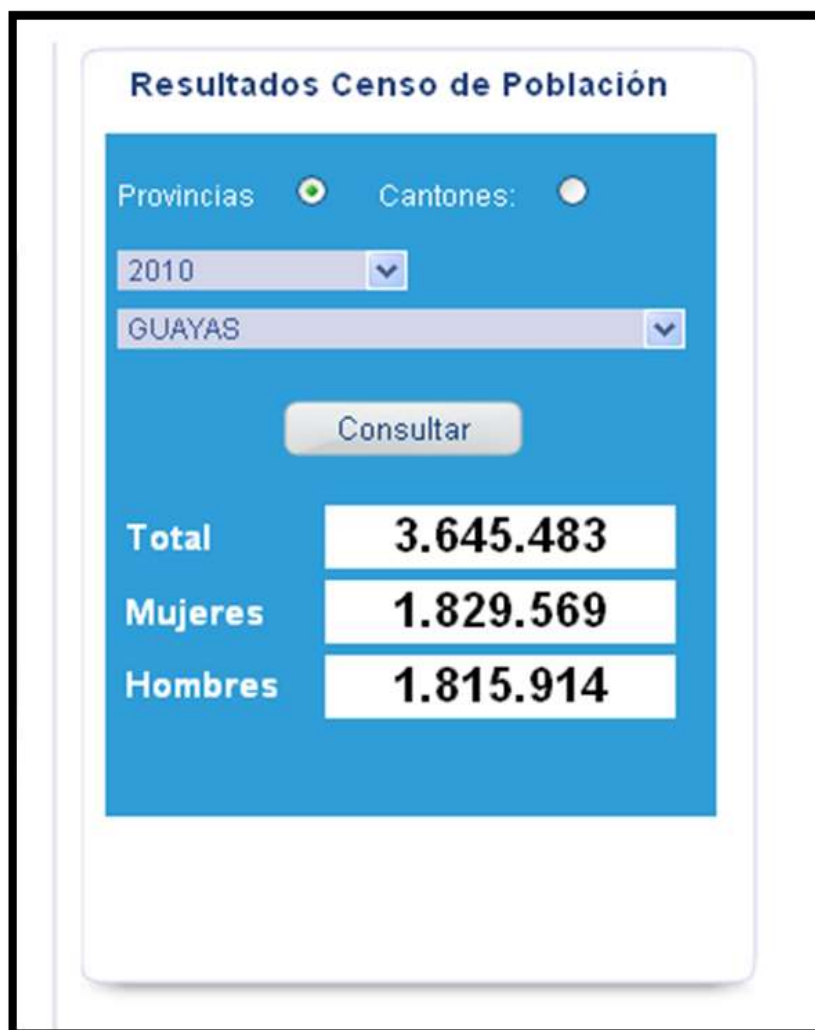 Resultados Censo de Población
Provincias Cantones:
2010
GUAYAS
Consultar
Total 3.645.483
Mujeres 1.829.569
Hombres 1.815.914